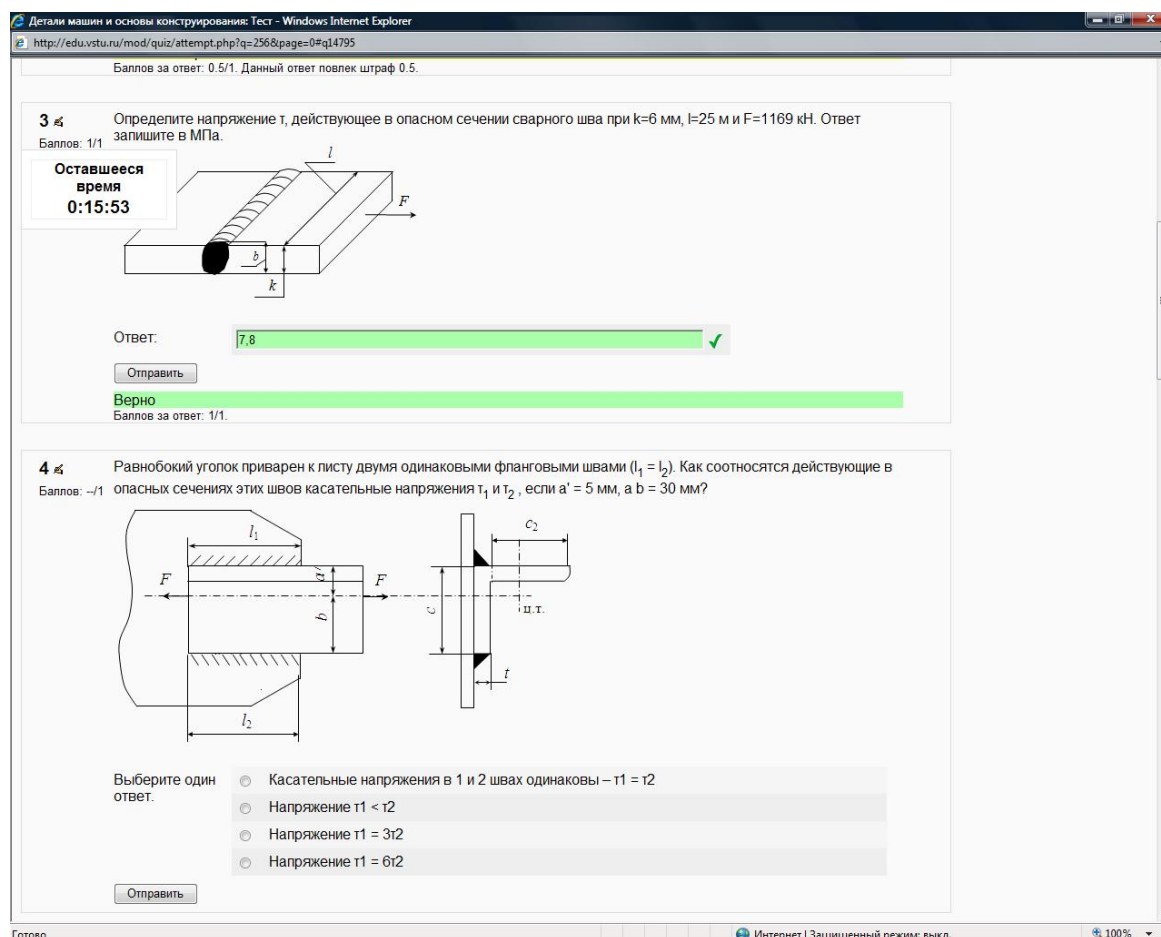 Детали машин и основы конструирования: Тест - Windows Internet Explorer
http://edu.vstu.ru/mod/quiz/attempt.php?q=256&page=0#q14795
Баллов за ответ: 0.5/1. Данный ответ повлек штраф 0.5.
3
Баллов: 1/1
Определите напряжение τ, действующее в опасном сечении сварного шва при k=6 мм, l=25 м и F=1169 кН. Ответ
запишите в МПа.
Оставшееся
время
0:15:53
l
F
b
k
Ответ:
7,8
Отправить
Верно
Баллов за ответ: 1/1.
4
Баллов: --/1
Равнобокий уголок приварен к листу двумя одинаковыми фланговыми швами (l1 = l2). Как соотносятся действующие в
опасных сечениях этих швов касательные напряжения τ1 и τ2 , если a' = 5 мм, а b = 30 мм?
l1
c2
F
a'
F
b
c
ц.т.
t
l2
Выберите один
ответ.
Касательные напряжения в 1 и 2 швах одинаковы – τ1 = τ2
Напряжение τ1 < τ2
Напряжение τ1 = 3τ2
Напряжение τ1 = 6τ2
Отправить
Готово
Интернет | Защищенный режим: выкл.
100%